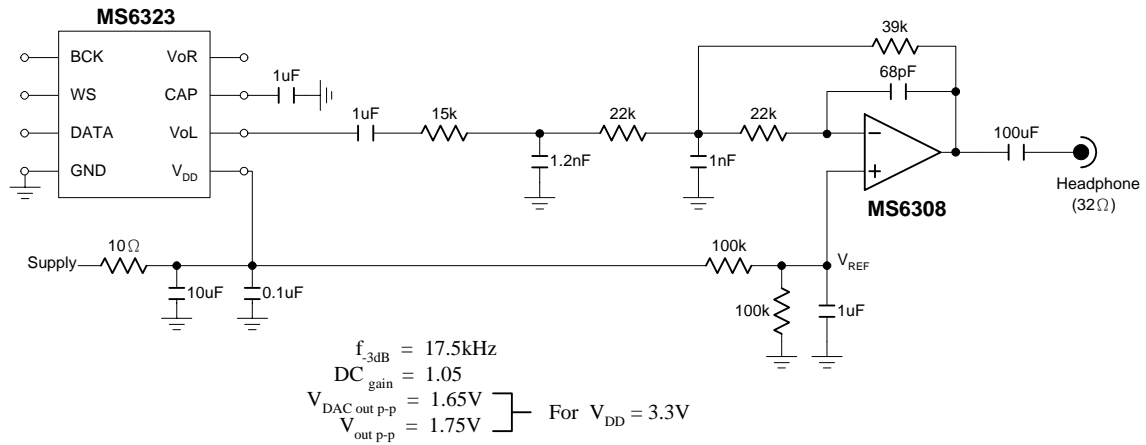 MS6323
BCK
WS
DATA
GND
VoR
CAP
VoL
VDD
1uF
1uF
15k
1.2nF
22k
1nF
22k
39k
68pF
−
+
MS6308
100uF
Headphone
(32Ω)
Supply
10Ω
10uF
0.1uF
100k
100k
VREF
1uF
f-3dB = 17.5kHz
DC gain = 1.05
VDAC out p-p = 1.65V
Vout p-p = 1.75V
For VDD = 3.3V